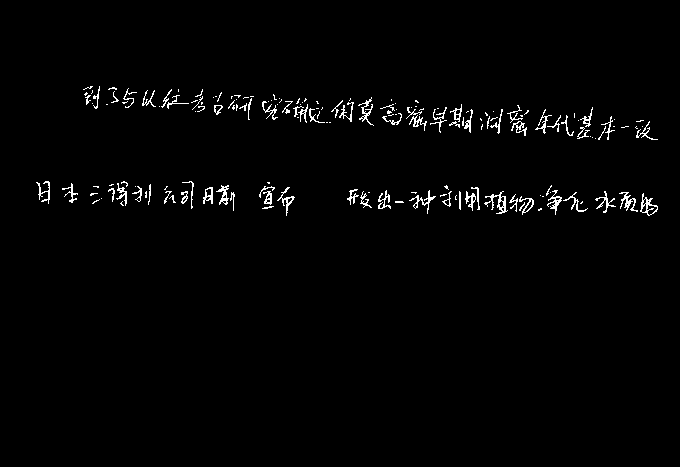 到了与以往考古研究确定的莫高窟早期洞窟年代基本一致
日本三得利公司日前宣布 开发出一种利用植物净化水质的